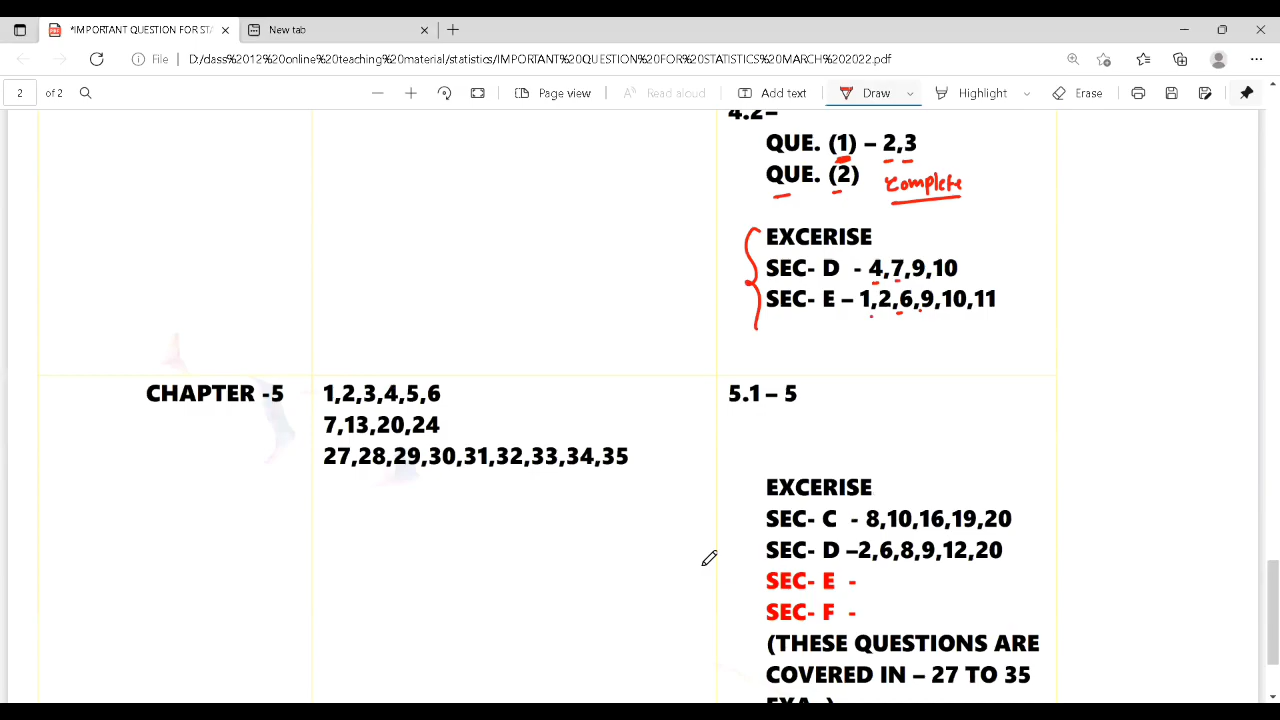 *IMPORTANT QUESTION FOR STA
New tab
File
D:/class%2012%20online%20teaching%20material/statistics/IMPORTANT%20QUESTION%20FOR%20STATISTICS%20MARCH%202022.pdf
2 of 2
Page view
Read aloud
Add text
Draw
Highlight
Erase
4.2–
QUE. (1) – 2,3
QUE. (2) complete
EXCERISE
SEC- D - 4,7,9,10
SEC- E – 1,2,6,9,10,11
CHAPTER -5
1,2,3,4,5,6
7,13,20,24
27,28,29,30,31,32,33,34,35
5.1 – 5
EXCERISE
SEC- C - 8,10,16,19,20
SEC- D –2,6,8,9,12,20
SEC- E -
SEC- F -
(THESE QUESTIONS ARE
COVERED IN – 27 TO 35
EXA )